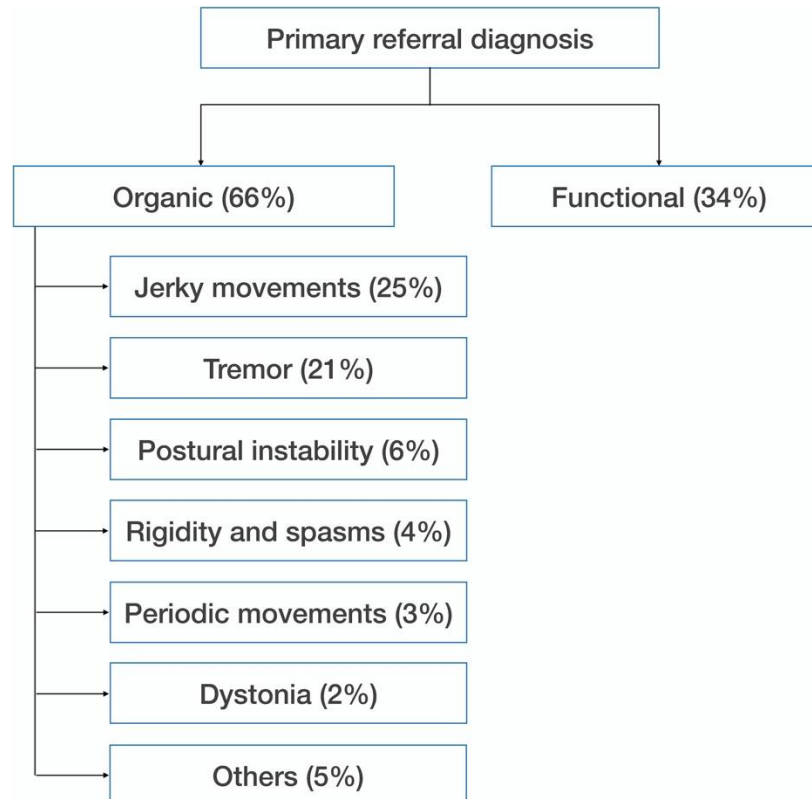 Primary referral diagnosis
Organic (66%)
Functional (34%)
Jerky movements (25%)
Tremor (21%)
Postural instability (6%)
Rigidity and spasms (4%)
Periodic movements (3%)
Dystonia (2%)
Others (5%)